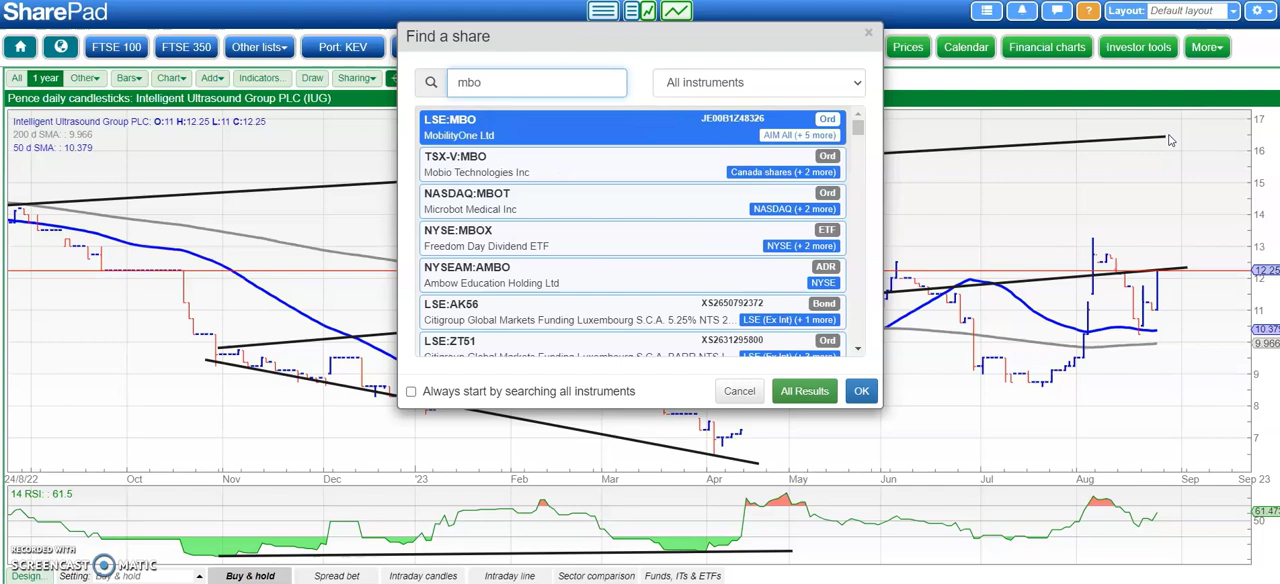 SharePad
Layout: Default layout
FTSE 100 FTSE 350 Other lists Port: KEV Prices Calendar Financial charts Investor tools More
All 1 year Other Bars Chart Add Indicators... Draw Sharing
Pence daily candlesticks: Intelligent Ultrasound Group PLC (IUG)
Intelligent Ultrasound Group PLC: O:11 H:12.25 L:11 C:12.25
200 d SMA: : 9.966
50 d SMA: : 10.379
Find a share
×
mbo
All instruments
LSE:MBO JE00B1Z48326 Ord
MobilityOne Ltd AIM All (+ 5 more)
TSX-V:MBO Ord
Mobio Technologies Inc Canada shares (+ 2 more)
NASDAQ:MBOT Ord
Microbot Medical Inc NASDAQ (+ 2 more)
NYSE:MBOX ETF
Freedom Day Dividend ETF NYSE (+ 2 more)
NYSEAM:AMBO ADR
Ambow Education Holding Ltd NYSE
LSE:AK56 XS2650792372 Bond
Citigroup Global Markets Funding Luxembourg S.C.A. 5.25% NTS 2... LSE (Ex Int) (+ 1 more)
LSE:ZT51 XS2631295800 Ord
Always start by searching all instruments
Cancel All Results OK
17
16
15
14
13
12.25
12
11
10.379
9.966
9
8
7
24/8/22 Oct Nov Dec '23 Feb Mar Apr May Jun Jul Aug Sep Sep 23
14 RSI: : 61.5
61.473
50
RECORDED WITH
SCREENCAST MATIC
Design... Setting: Buy & hold Buy & hold Spread bet Intraday candles Intraday line Sector comparison Funds, ITs & ETFs